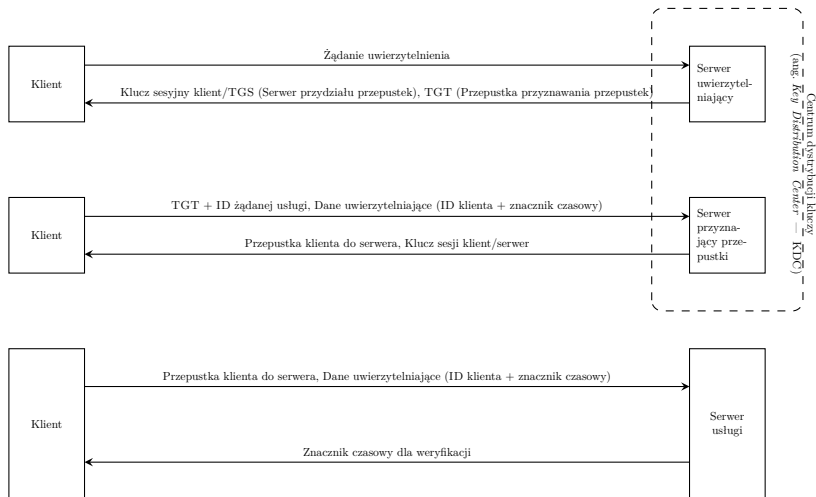 Żądanie uwierzytelnienia
Klient
Serwer
uwierzytel-
niający
Klucz sesyjny klient/TGS (Serwer przydziału przepustek), TGT (Przepustka przyznawania przepustek)
Centrum dystrybucji kluczy
(ang. Key Distribution Center — KDC)
TGT + ID żądanej usługi, Dane uwierzytelniające (ID klienta + znacznik czasowy)
Klient
Serwer
przyzna-
jący prze-
pustki
Przepustka klienta do serwera, Klucz sesji klient/serwer
Przepustka klienta do serwera, Dane uwierzytelniające (ID klienta + znacznik czasowy)
Klient
Serwer
usługi
Znacznik czasowy dla weryfikacji